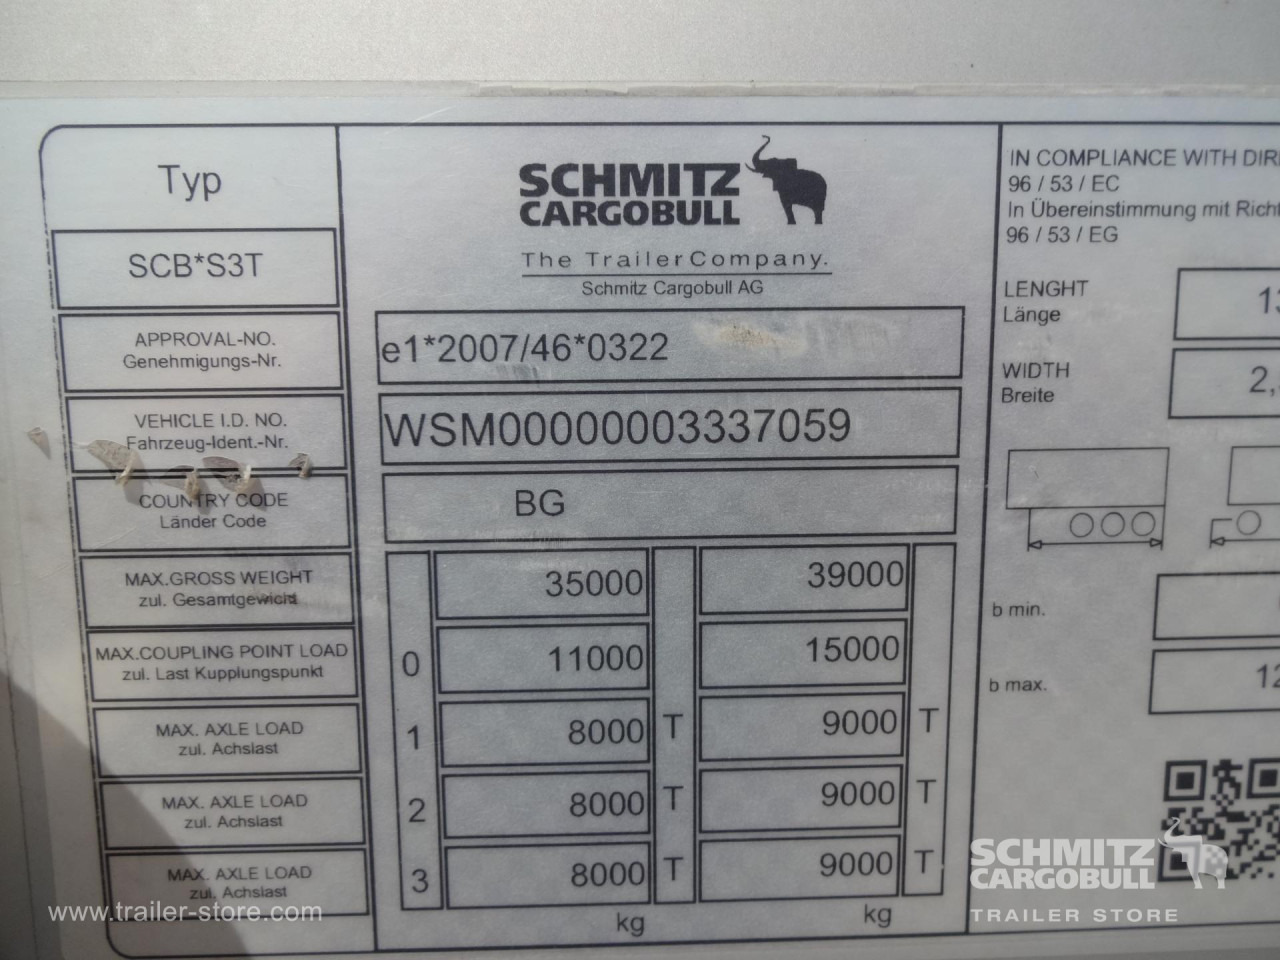 Typ
SCB*S3T
APPROVAL-NO.
Genehmigungs-Nr.
VEHICLE I.D. NO.
Fahrzeug-Ident.-Nr.
COUNTRY CODE
Länder Code
MAX.GROSS WEIGHT
zul. Gesamtgewicht
MAX.COUPLING POINT LOAD
zul. Last Kupplungspunkt
MAX. AXLE LOAD
zul. Achslast
MAX. AXLE LOAD
zul. Achslast
MAX. AXLE LOAD
zul. Achslast
SCHMITZ
CARGOBULL
The TrailerCompany.
Schmitz Cargobull AG
e1*2007/46*0322
WSM00000003337059
BG
35000 39000
0 11000 15000
1 8000 T 9000 T
2 8000 T 9000 T
3 8000 T 9000 T
kg kg
IN COMPLIANCE WITH
96 / 53 / EC
In Übereinstimmung mit
96 / 53 / EG
LENGHT
Länge
WIDTH
Breite
b min.
b max.
www.trailer-store.com
SCHMITZ
CARGOBULL
TRAILER STORE